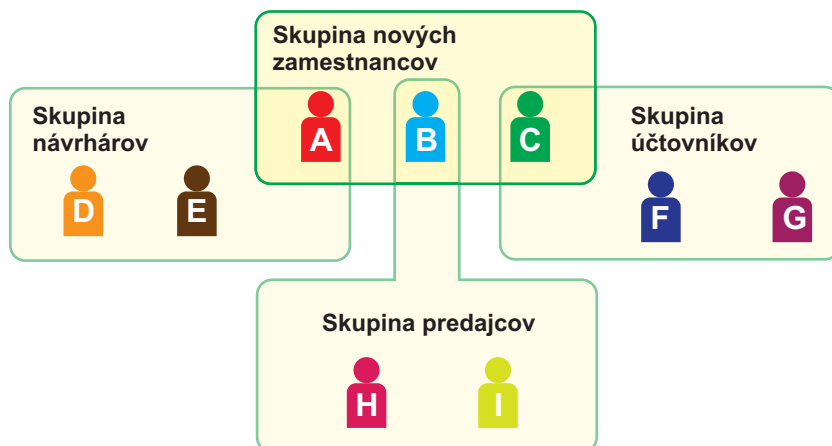 Skupina nových
zamestnancov
Skupina
návrhárov
A
B
C
Skupina
účtovníkov
D
E
F
G
Skupina predajcov
H
I